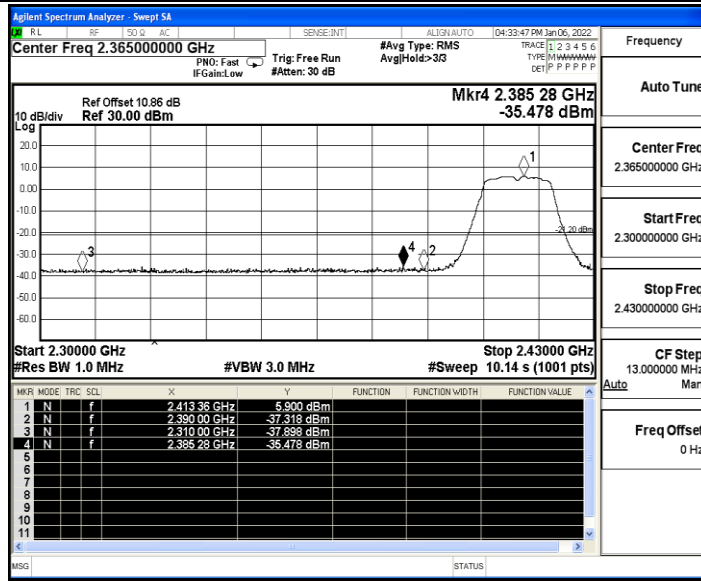 Agilent Spectrum Analyzer - Swept SA
RL RF 50 Ω AC SENSE:INT ALIGN AUTO 04:33:47 PM Jan 06, 2022
Center Freq 2.365000000 GHz
PNO: Fast
IFGain:Low
Trig: Free Run
#Atten: 30 dB
#Avg Type: RMS
Avg|Hold:>3/3
TRACE 1 2 3 4 5 6
TYPE MWWWWW
DET P P P P P P
Ref Offset 10.86 dB
Ref 30.00 dBm
10 dB/div
Log
Mkr4 2.385 28 GHz
-35.478 dBm
20.0
10.0
0.00
-10.0
-20.0
-30.0
-40.0
-50.0
-60.0
1
2
3
4
Start 2.30000 GHz Stop 2.43000 GHz
#Res BW 1.0 MHz #VBW 3.0 MHz #Sweep 10.14 s (1001 pts)
MKR MODE TRC SCL X Y FUNCTION FUNCTION WIDTH FUNCTION VALUE
1 N f 2.413 36 GHz 5.900 dBm
2 N f 2.390 00 GHz -37.318 dBm
3 N f 2.310 00 GHz -37.898 dBm
4 N f 2.385 28 GHz -35.478 dBm
5
6
7
8
9
10
11
MSG STATUS
Frequency
Auto Tune
Center Freq
2.365000000 GHz
Start Freq
2.300000000 GHz
Stop Freq
2.430000000 GHz
CF Step
13.000000 MHz
Auto Man
Freq Offset
0 Hz